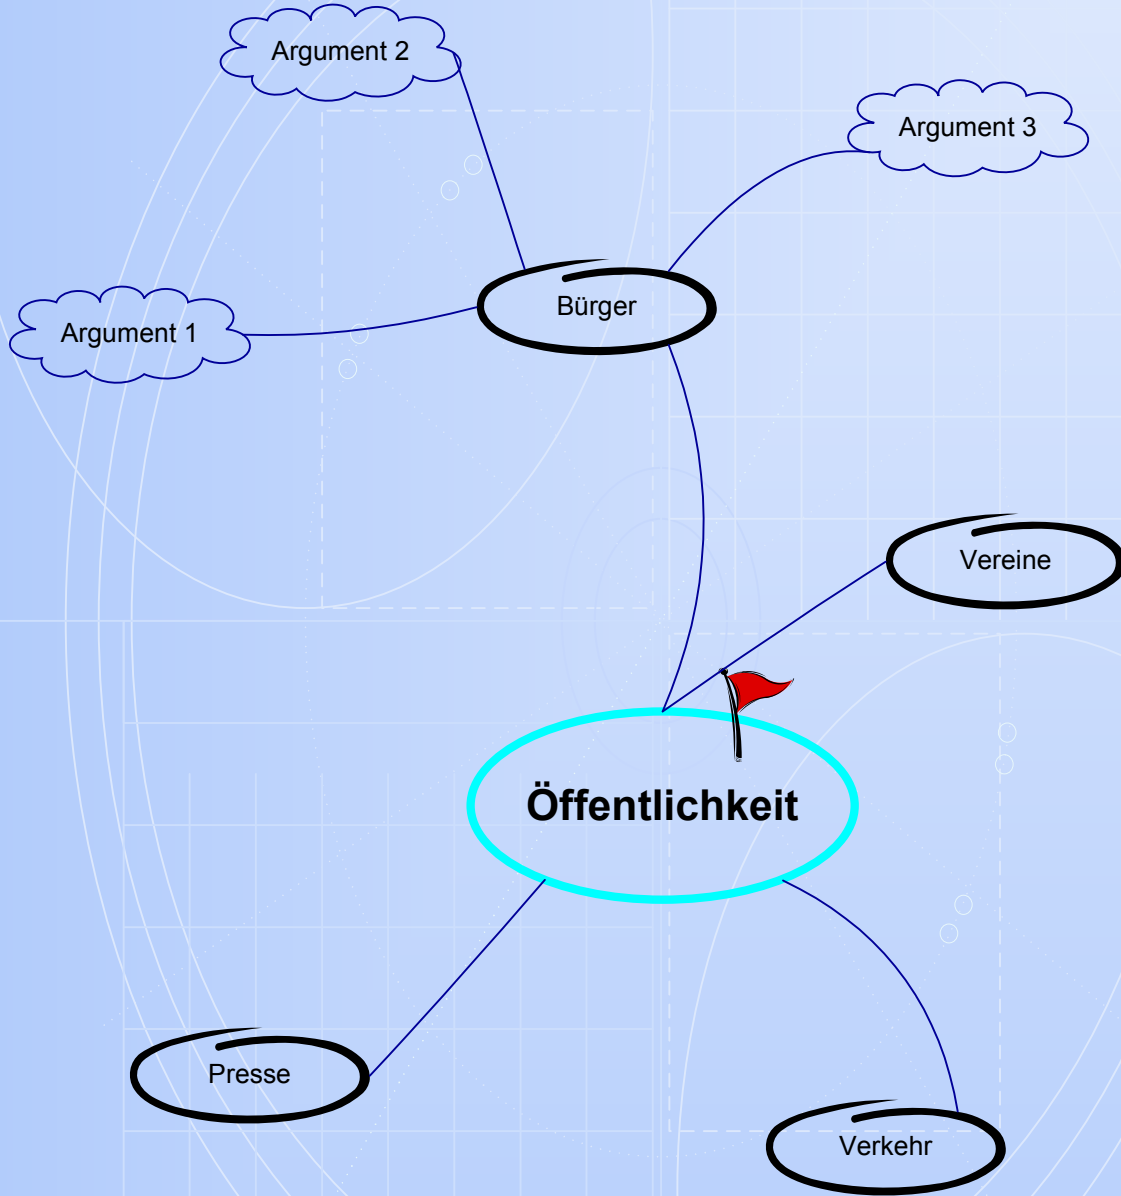 Argument 2
Argument 3
Bürger
Argument 1
Vereine
Öffentlichkeit
Presse
Verkehr